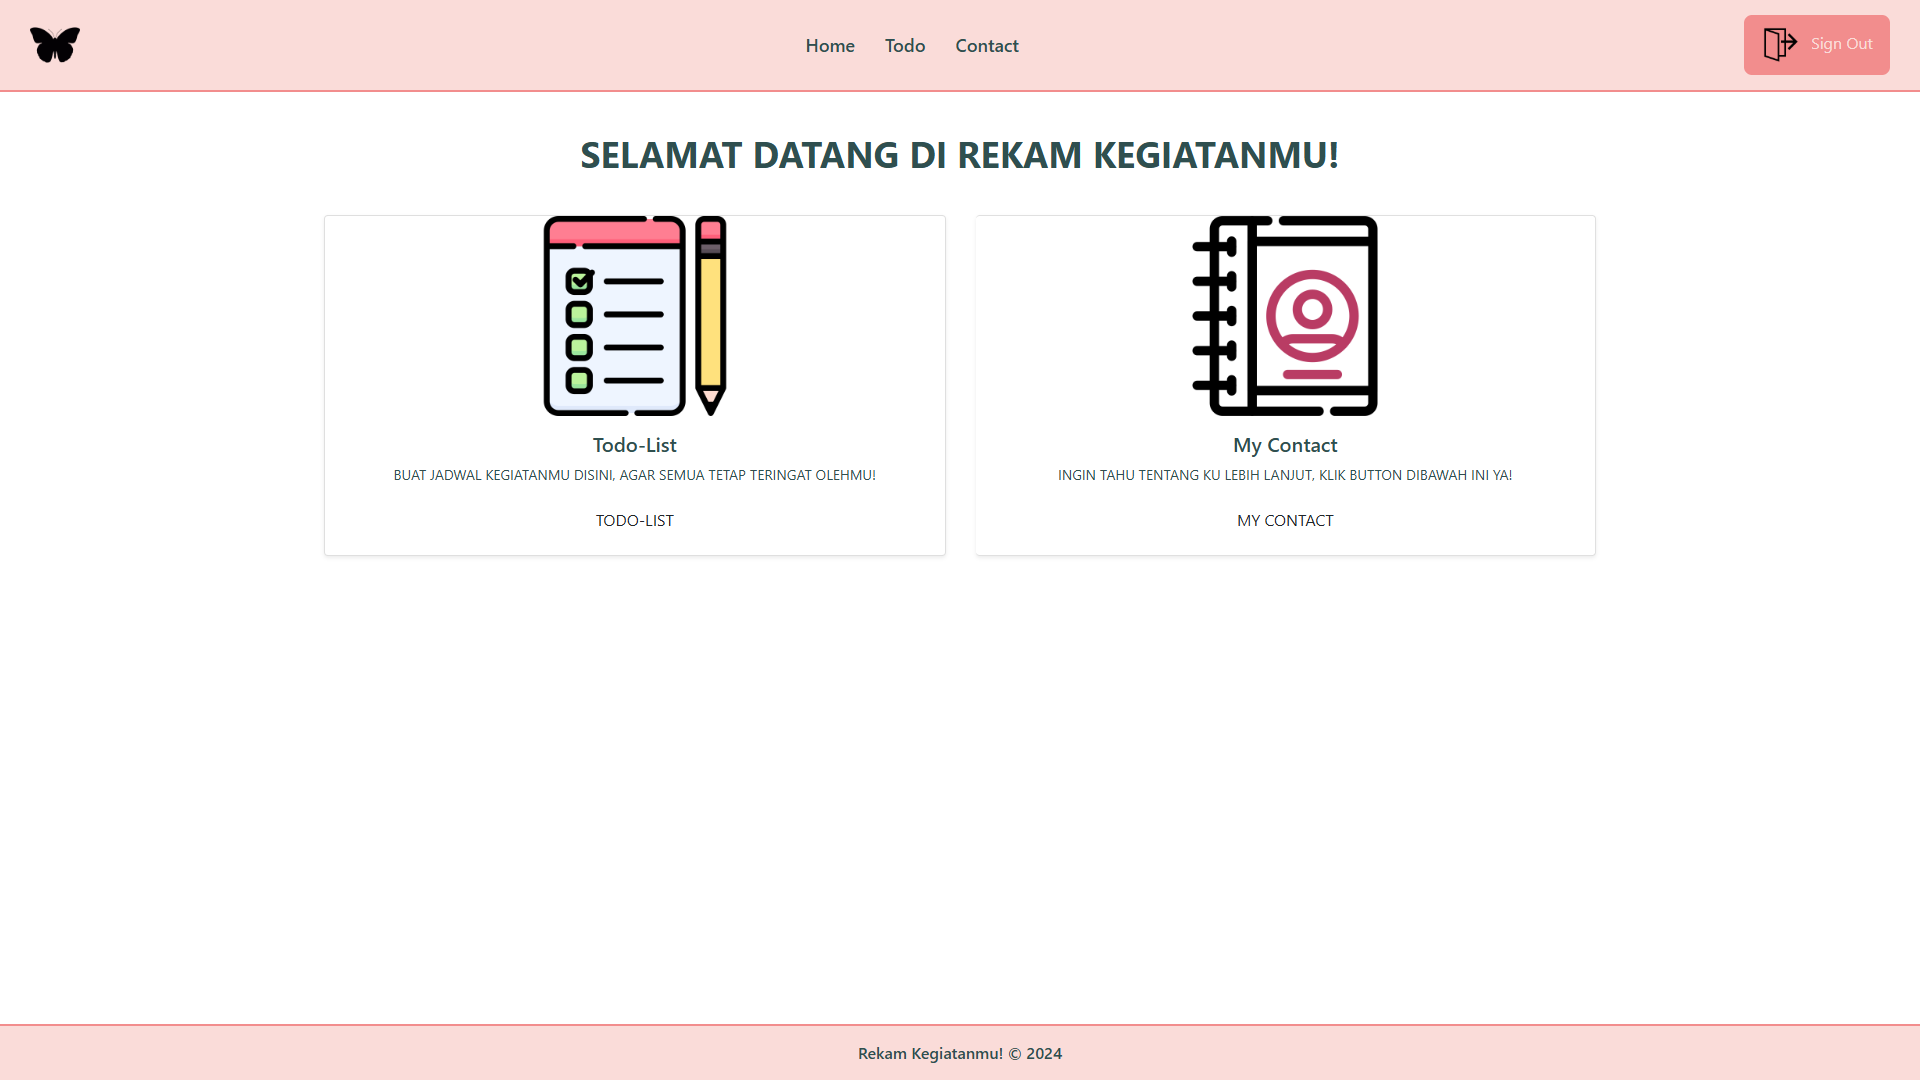 Home
Todo
Contact
Sign Out
SELAMAT DATANG DI REKAM KEGIATANMU!
Todo-List
BUAT JADWAL KEGIATANMU DISINI, AGAR SEMUA TETAP TERINGAT OLEHMU!
TODO-LIST
My Contact
INGIN TAHU TENTANG KU LEBIH LANJUT, KLIK BUTTON DIBAWAH INI YA!
MY CONTACT
Rekam Kegiatanmu! © 2024